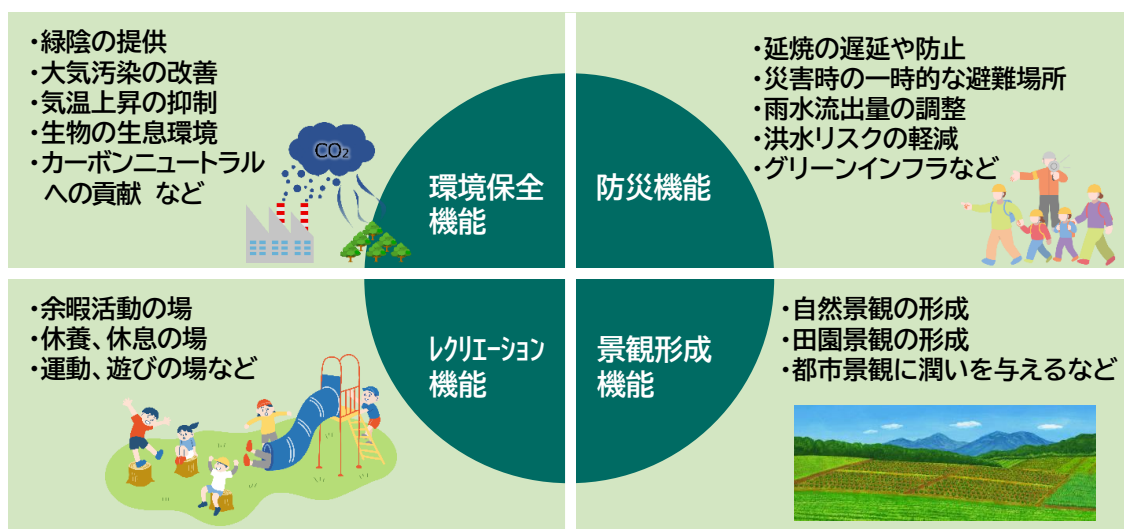 ・緑陰の提供
・大気汚染の改善
・気温上昇の抑制
・生物の生息環境
・カーボンニュートラル
への貢献 など
CO₂
環境保全
機能
・延焼の遅延や防止
・災害時の一時的な避難場所
・雨水流出量の調整
・洪水リスクの軽減
・グリーンインフラなど
防災機能
・余暇活動の場
・休養、休息の場
・運動、遊びの場など
ﾚｸﾘｴｰｼｮﾝ
機能
・自然景観の形成
・田園景観の形成
・都市景観に潤いを与えるなど
景観形成
機能